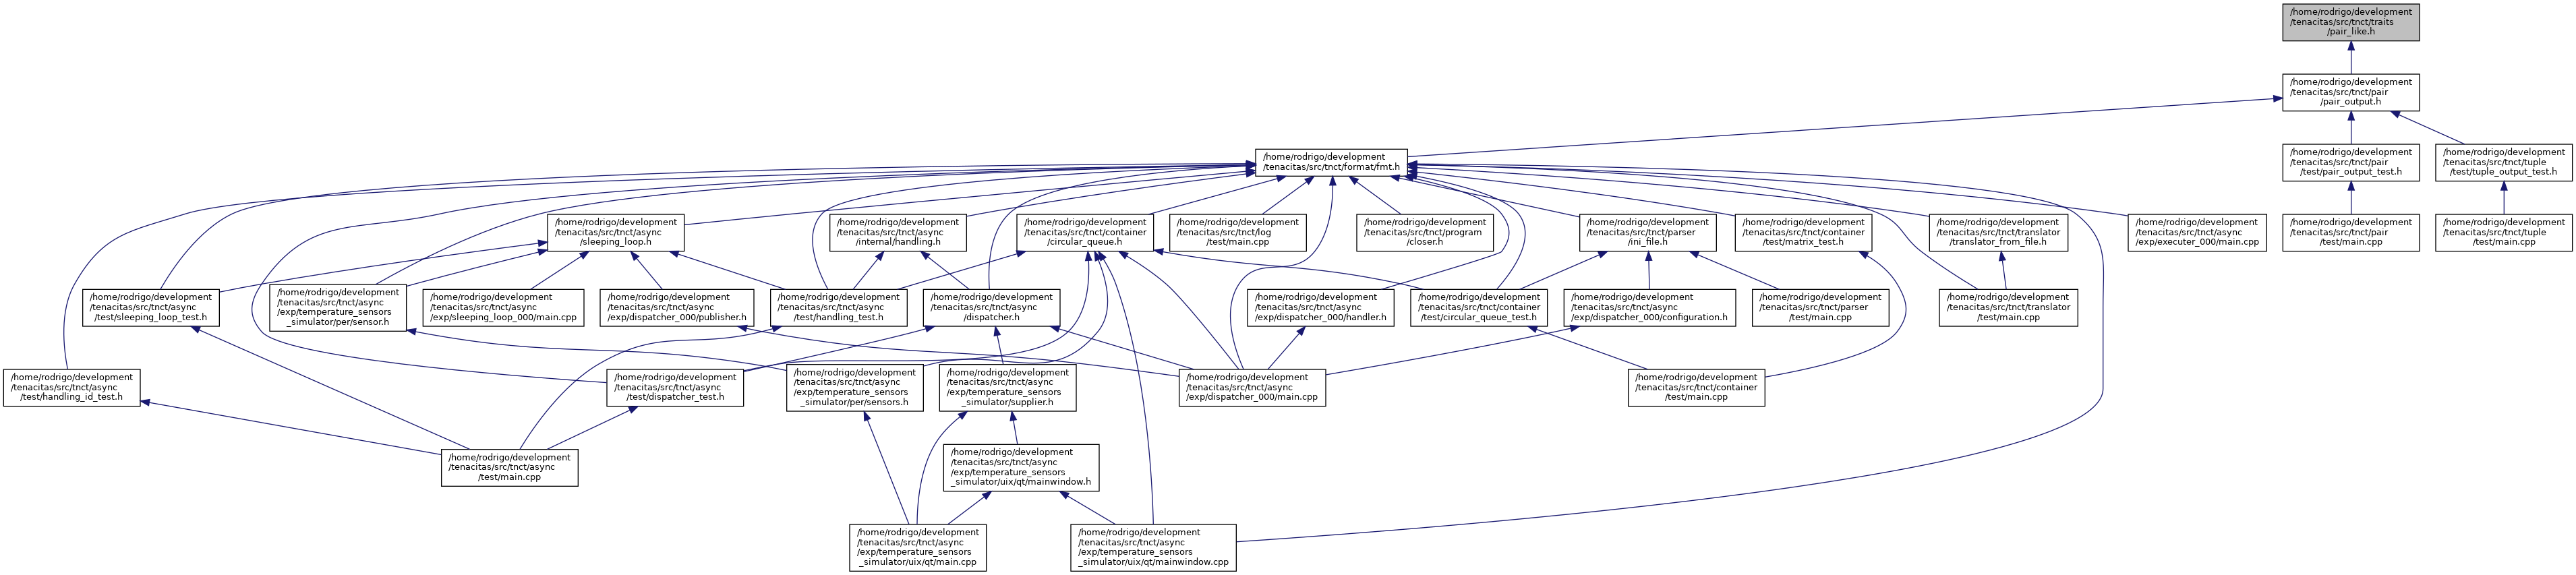 /home/rodrigo/development
/tenacitas/src/tnct/traits
/pair_like.h
/home/rodrigo/development
/tenacitas/src/tnct/pair
/pair_output.h
/home/rodrigo/development
/tenacitas/src/tnct/format/fmt.h
/home/rodrigo/development
/tenacitas/src/tnct/pair
/test/pair_output_test.h
/home/rodrigo/development
/tenacitas/src/tnct/tuple
/test/tuple_output_test.h
/home/rodrigo/development
/tenacitas/src/tnct/async
/sleeping_loop.h
/home/rodrigo/development
/tenacitas/src/tnct/async
/internal/handling.h
/home/rodrigo/development
/tenacitas/src/tnct/container
/circular_queue.h
/home/rodrigo/development
/tenacitas/src/tnct/log
/test/main.cpp
/home/rodrigo/development
/tenacitas/src/tnct/program
/closer.h
/home/rodrigo/development
/tenacitas/src/tnct/parser
/ini_file.h
/home/rodrigo/development
/tenacitas/src/tnct/container
/test/matrix_test.h
/home/rodrigo/development
/tenacitas/src/tnct/translator
/translator_from_file.h
/home/rodrigo/development
/tenacitas/src/tnct/async
/exp/executer_000/main.cpp
/home/rodrigo/development
/tenacitas/src/tnct/pair
/test/main.cpp
/home/rodrigo/development
/tenacitas/src/tnct/tuple
/test/main.cpp
/home/rodrigo/development
/tenacitas/src/tnct/async
/test/sleeping_loop_test.h
/home/rodrigo/development
/tenacitas/src/tnct/async
/exp/temperature_sensors
_simulator/per/sensor.h
/home/rodrigo/development
/tenacitas/src/tnct/async
/exp/sleeping_loop_000/main.cpp
/home/rodrigo/development
/tenacitas/src/tnct/async
/exp/dispatcher_000/publisher.h
/home/rodrigo/development
/tenacitas/src/tnct/async
/test/handling_test.h
/home/rodrigo/development
/tenacitas/src/tnct/async
/dispatcher.h
/home/rodrigo/development
/tenacitas/src/tnct/async
/exp/dispatcher_000/handler.h
/home/rodrigo/development
/tenacitas/src/tnct/container
/test/circular_queue_test.h
/home/rodrigo/development
/tenacitas/src/tnct/async
/exp/dispatcher_000/configuration.h
/home/rodrigo/development
/tenacitas/src/tnct/parser
/test/main.cpp
/home/rodrigo/development
/tenacitas/src/tnct/translator
/test/main.cpp
/home/rodrigo/development
/tenacitas/src/tnct/async
/test/handling_id_test.h
/home/rodrigo/development
/tenacitas/src/tnct/async
/test/dispatcher_test.h
/home/rodrigo/development
/tenacitas/src/tnct/async
/exp/temperature_sensors
_simulator/per/sensors.h
/home/rodrigo/development
/tenacitas/src/tnct/async
/exp/temperature_sensors
_simulator/supplier.h
/home/rodrigo/development
/tenacitas/src/tnct/async
/exp/dispatcher_000/main.cpp
/home/rodrigo/development
/tenacitas/src/tnct/container
/test/main.cpp
/home/rodrigo/development
/tenacitas/src/tnct/async
/test/main.cpp
/home/rodrigo/development
/tenacitas/src/tnct/async
/exp/temperature_sensors
_simulator/uix/qt/mainwindow.h
/home/rodrigo/development
/tenacitas/src/tnct/async
/exp/temperature_sensors
_simulator/uix/qt/main.cpp
/home/rodrigo/development
/tenacitas/src/tnct/async
/exp/temperature_sensors
_simulator/uix/qt/mainwindow.cpp